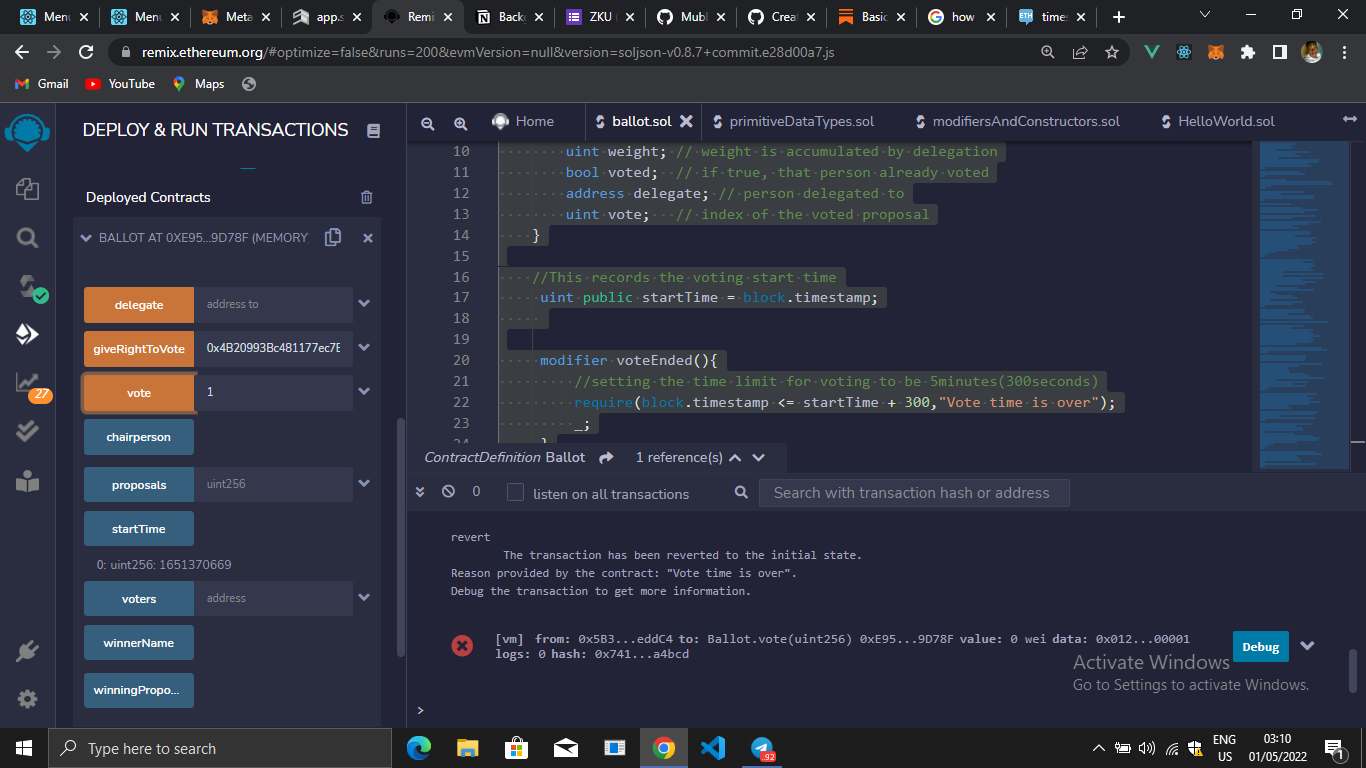 Menu
Menu
Meta
app.s
Remi
Back
ZKU
Mubl
Creat
Basic
how
times
remix.ethereum.org/#optimize=false&runs=200&evmVersion=null&version=soljson-v0.8.7+commit.e28d00a7.js
Gmail YouTube Maps
DEPLOY & RUN TRANSACTIONS
Deployed Contracts
BALLOT AT 0XE95...9D78F (MEMORY)
delegate address to
giveRightToVote 0x4B20993Bc481177ec7E
vote 1
chairperson
proposals uint256
startTime
0: uint256: 1651370669
voters address
winnerName
winningPropo...
27
Home ballot.sol primitiveDataTypes.sol modifiersAndConstructors.sol HelloWorld.sol
10 uint weight; // weight is accumulated by delegation
11 bool voted; // if true, that person already voted
12 address delegate; // person delegated to
13 uint vote; // index of the voted proposal
14 }
15
16 //This records the voting start time
17 uint public startTime = block.timestamp;
18
19
20 modifier voteEnded(){
21 //setting the time limit for voting to be 5minutes(300seconds)
22 require(block.timestamp <= startTime + 300,"Vote time is over");
23 _;
24 }
ContractDefinition Ballot 1 reference(s)
0 listen on all transactions Search with transaction hash or address
revert
The transaction has been reverted to the initial state.
Reason provided by the contract: "Vote time is over".
Debug the transaction to get more information.
[vm] from: 0x5B3...eddC4 to: Ballot.vote(uint256) 0xE95...9D78F value: 0 wei data: 0x012...00001
logs: 0 hash: 0x741...a4bcd
Debug
Activate Windows
Go to Settings to activate Windows.
>
Type here to search
92
ENG
US
03:10
01/05/2022
1